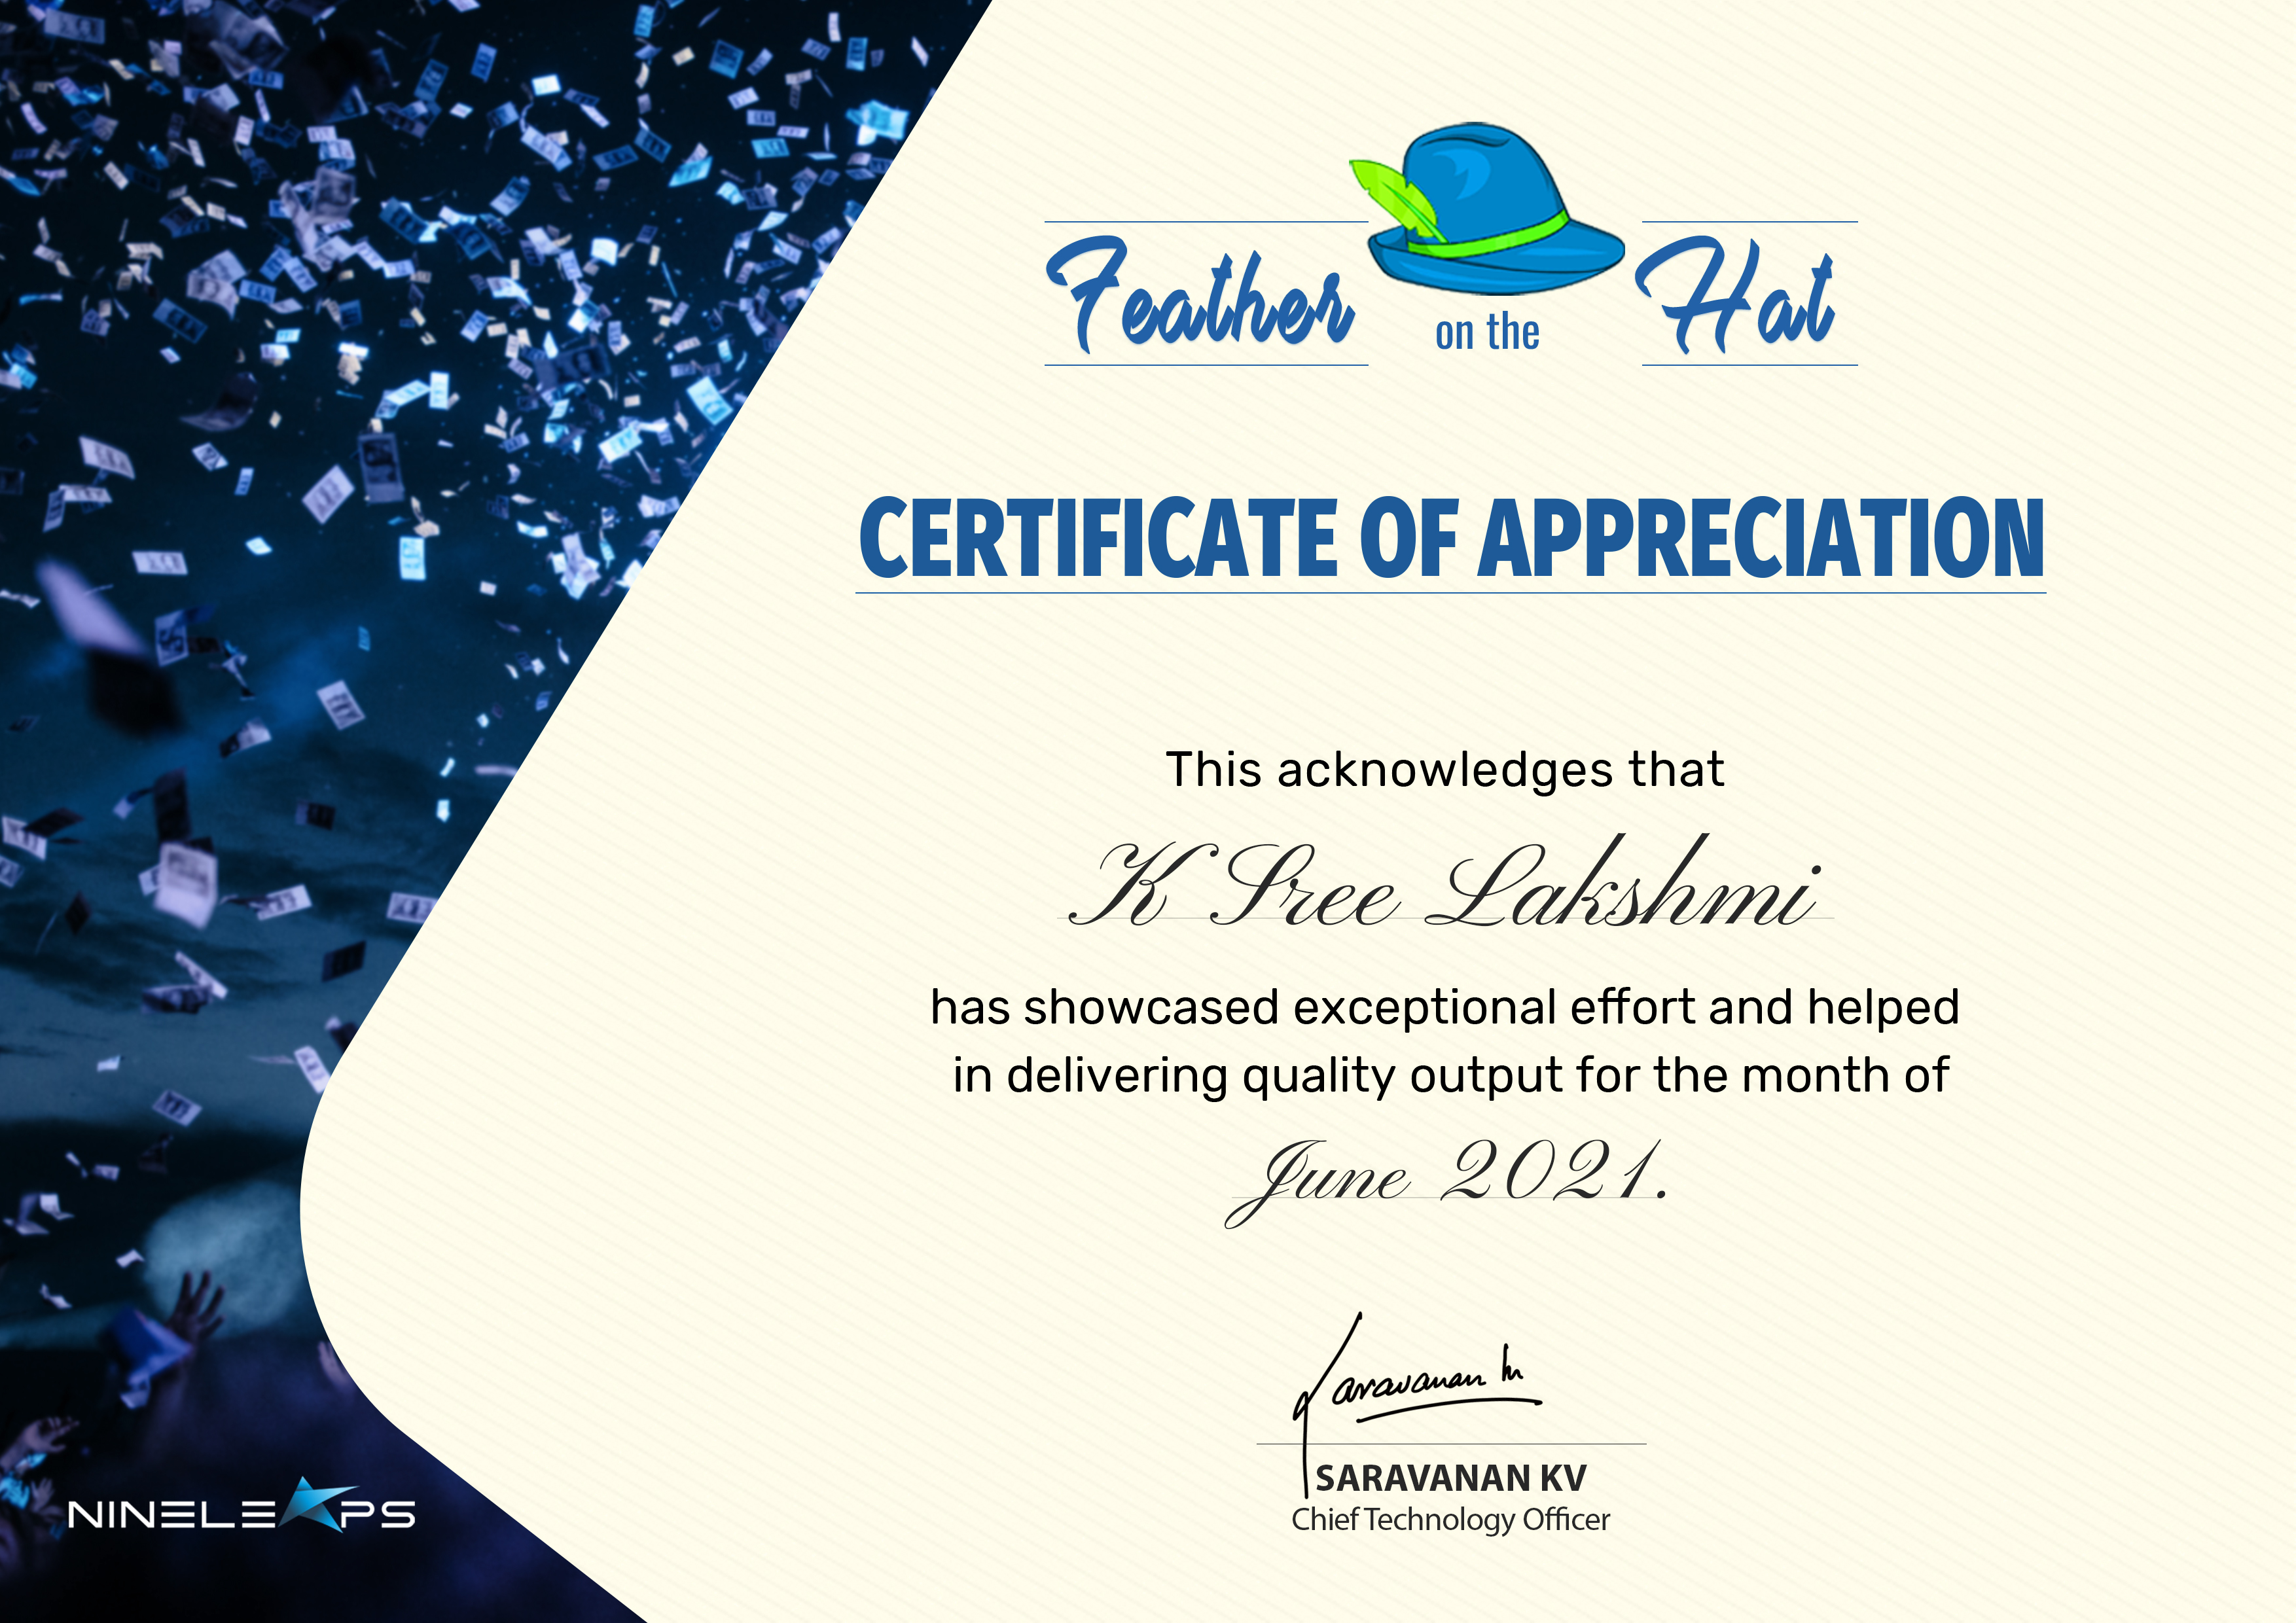 Feather on the Hat
CERTIFICATE OF APPRECIATION
This acknowledges that
K Sree Lakshmi
has showcased exceptional effort and helped
in delivering quality output for the month of
June 2021.
Saravanan
SARAVANAN KV
Chief Technology Officer
NINELEAPS